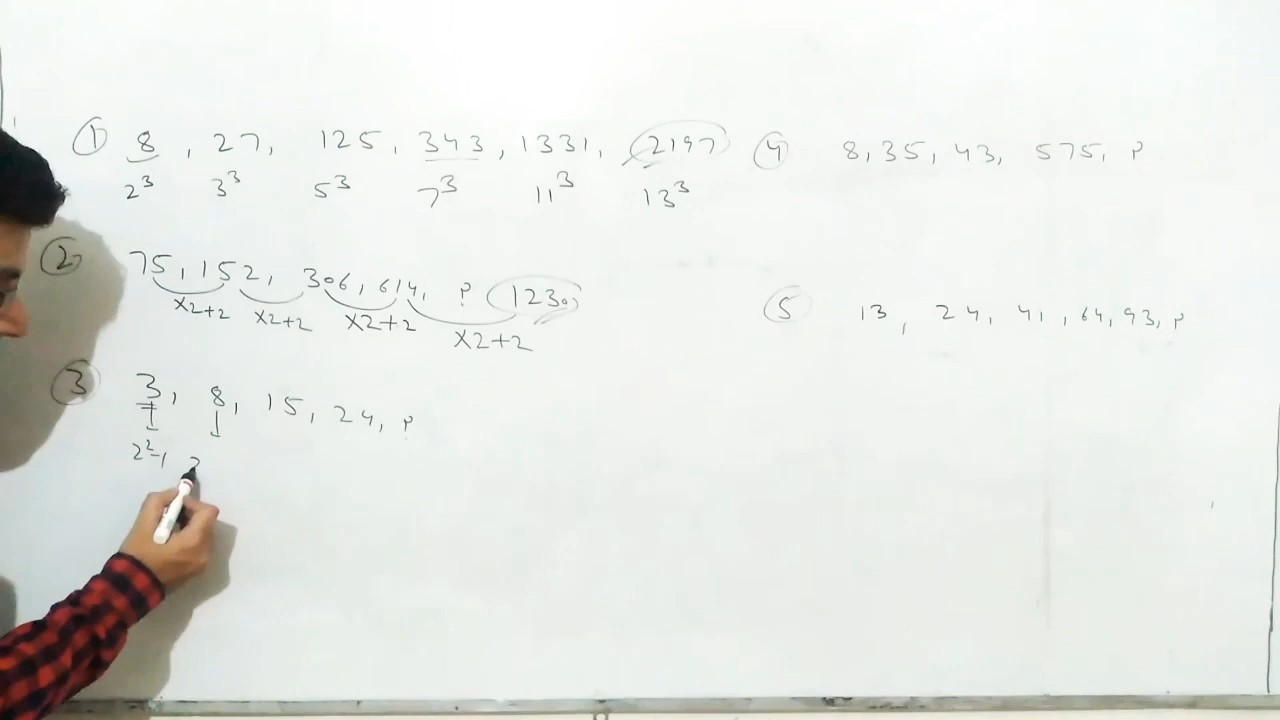 ① 8, 27, 125, 343, 1331, 2197
2³ 3³ 5³ 7³ 11³ 13³
② 75, 152, 306, 614, ? 1230
×2+2 ×2+2 ×2+2 ×2+2
③ 3, 8, 15, 24, ?
2²-1,
④ 8, 35, 43, 575, ?
⑤ 13, 24, 41, 64, 93, ?